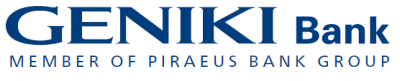 GENIKI Bank
MEMBER OF PIRAEUS BANK GROUP